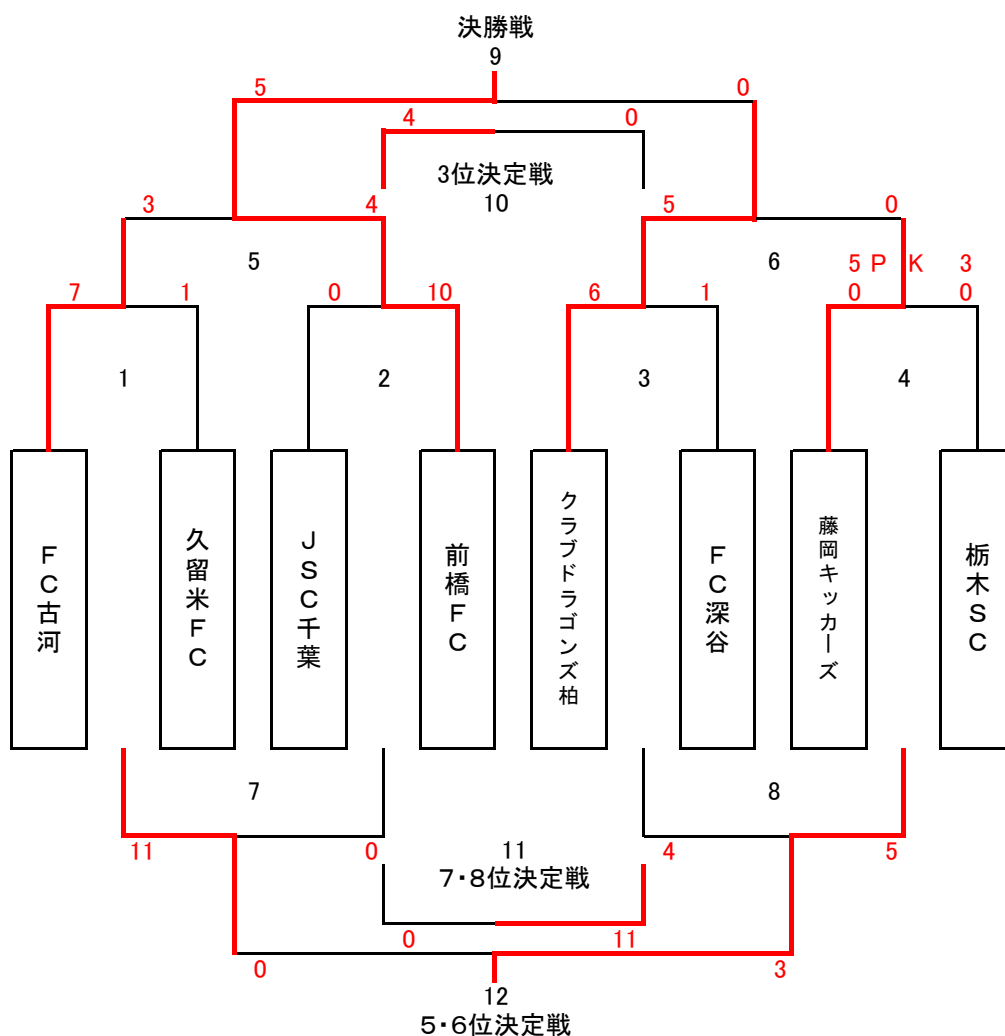 決勝戦
9
5 0
4 0
3位決定戦
10
3 4 5 0
5 6
5 P K 3
7 1 0 10 6 1 0 0
1 2 3 4
FC古河
久留米FC
JSC千葉
前橋FC
クラブドラゴンズ柏
FC深谷
藤岡キッカーズ
栃木SC
7 8
11 0 11 4 5
7・8位決定戦
0 11
0 3
12
5・6位決定戦